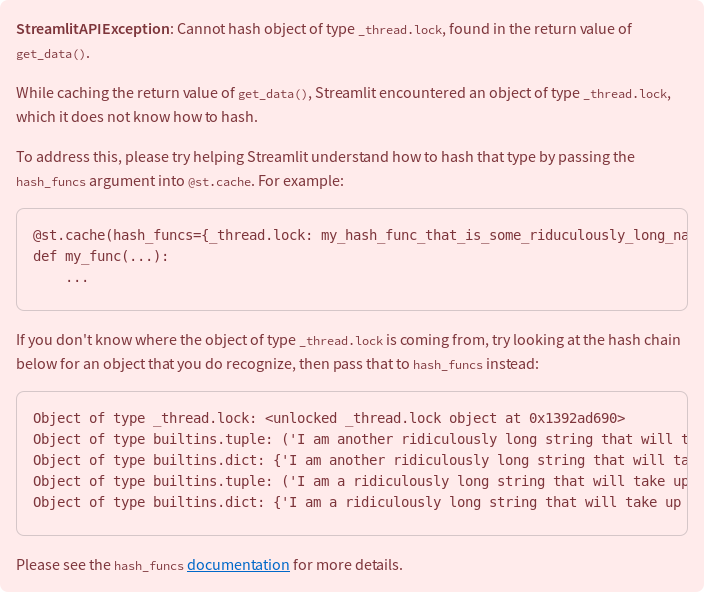 StreamlitAPIException: Cannot hash object of type _thread.lock, found in the return value of
get_data().
While caching the return value of get_data(), Streamlit encountered an object of type _thread.lock,
which it does not know how to hash.
To address this, please try helping Streamlit understand how to hash that type by passing the
hash_funcs argument into @st.cache. For example:
@st.cache(hash_funcs={_thread.lock: my_hash_func_that_is_some_riduculously_long_na
def my_func(...):
    ...
If you don't know where the object of type _thread.lock is coming from, try looking at the hash chain
below for an object that you do recognize, then pass that to hash_funcs instead:
Object of type _thread.lock: <unlocked _thread.lock object at 0x1392ad690>
Object of type builtins.tuple: ('I am another ridiculously long string that will t
Object of type builtins.dict: {'I am another ridiculously long string that will ta
Object of type builtins.tuple: ('I am a ridiculously long string that will take up
Object of type builtins.dict: {'I am a ridiculously long string that will take up
Please see the hash_funcs documentation for more details.